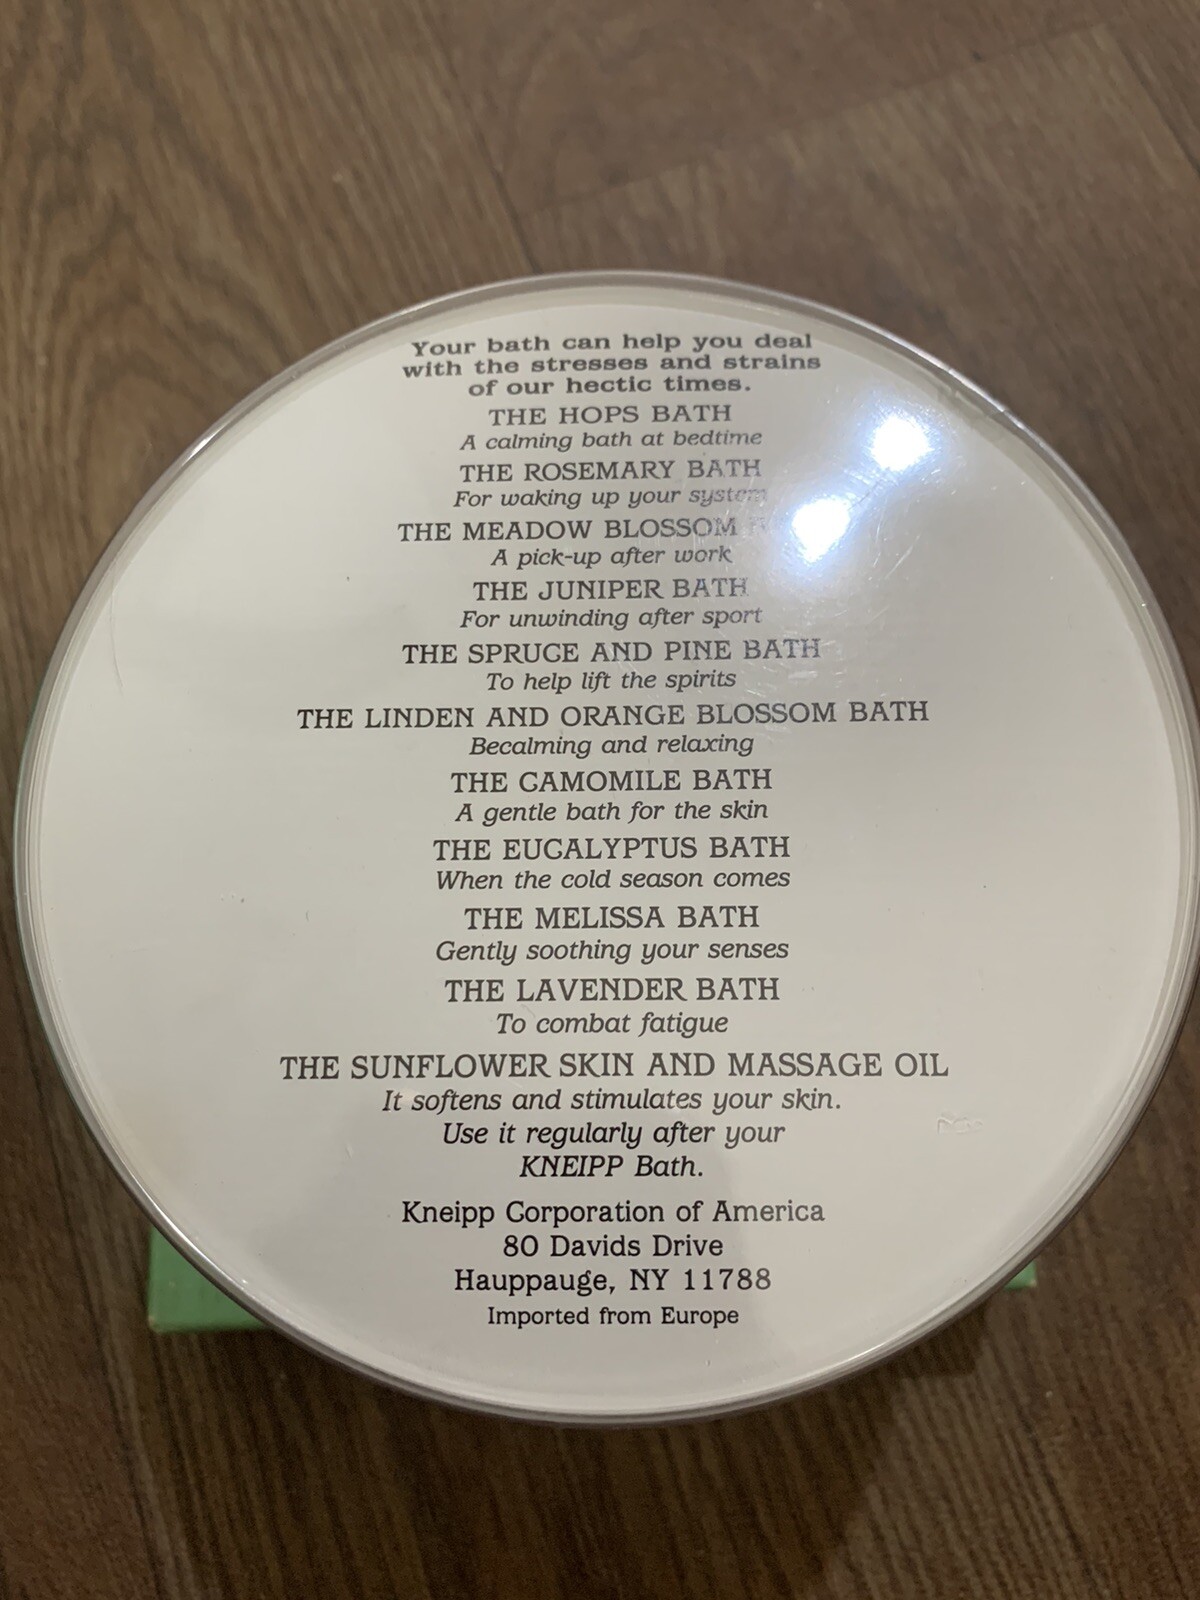 Your bath can help you deal
with the stresses and strains
of our hectic times.
THE HOPS BATH
A calming bath at bedtime
THE ROSEMARY BATH
For waking up your system
THE MEADOW BLOSSOM
A pick-up after work
THE JUNIPER BATH
For unwinding after sport
THE SPRUCE AND PINE BATH
To help lift the spirits
THE LINDEN AND ORANGE BLOSSOM BATH
Becalming and relaxing
THE CAMOMILE BATH
A gentle bath for the skin
THE EUCALYPTUS BATH
When the cold season comes
THE MELISSA BATH
Gently soothing your senses
THE LAVENDER BATH
To combat fatigue
THE SUNFLOWER SKIN AND MASSAGE OIL
It softens and stimulates your skin.
Use it regularly after your
KNEIPP Bath.
Kneipp Corporation of America
80 Davids Drive
Hauppauge, NY 11788
Imported from Europe